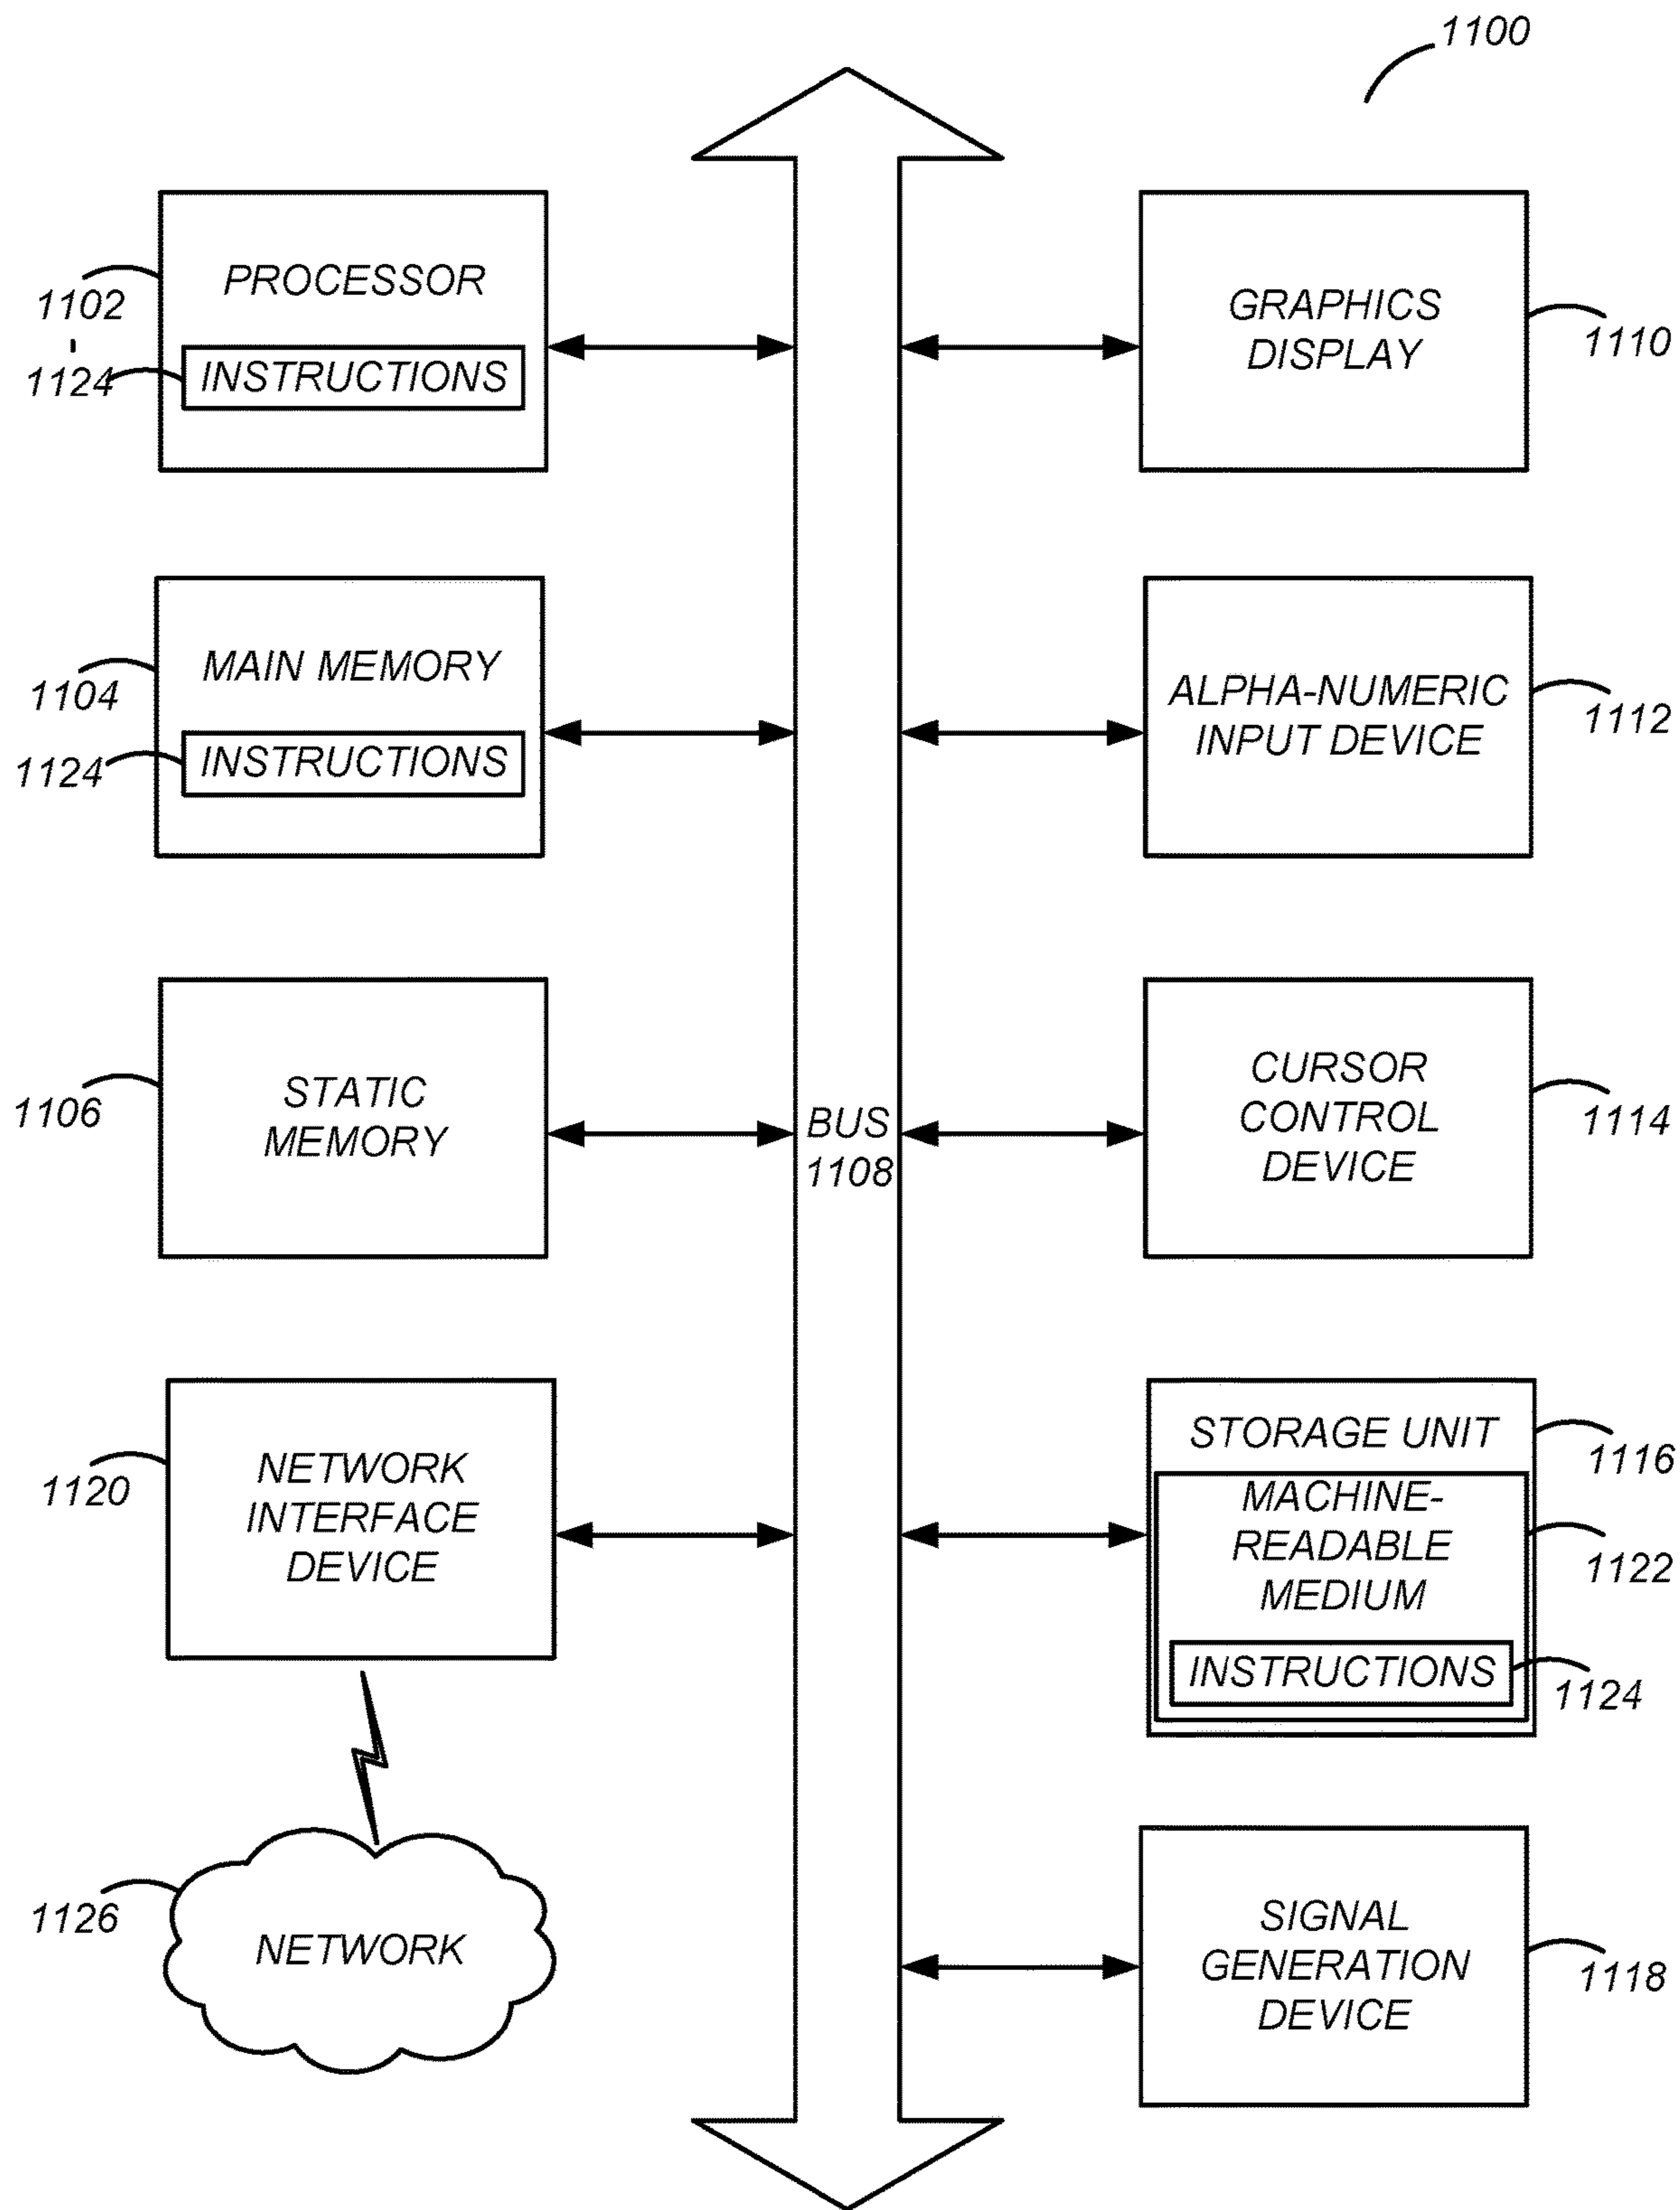 1100
PROCESSOR
1102
INSTRUCTIONS
1124
GRAPHICS
DISPLAY
1110
MAIN MEMORY
1104
INSTRUCTIONS
1124
ALPHA-NUMERIC
INPUT DEVICE
1112
STATIC
MEMORY
1106
BUS
1108
CURSOR
CONTROL
DEVICE
1114
NETWORK
INTERFACE
DEVICE
1120
STORAGE UNIT
1116
MACHINE-
READABLE
MEDIUM
1122
INSTRUCTIONS
1124
NETWORK
1126
SIGNAL
GENERATION
DEVICE
1118